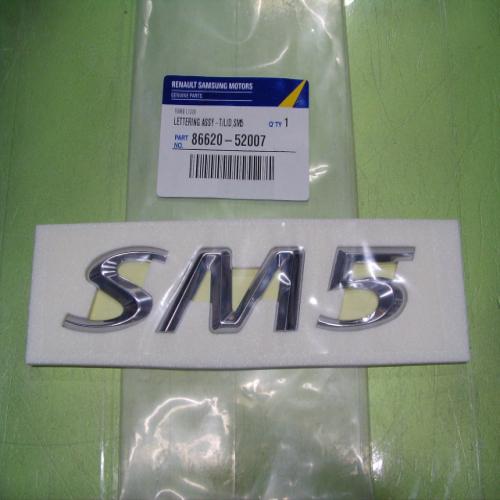 RENAULT SAMSUNG MOTORS
GENUINE PARTS
LETTERING ASSY-T/LID,SM5 Q'TY 1
PART NO. 86620-52007
SM5